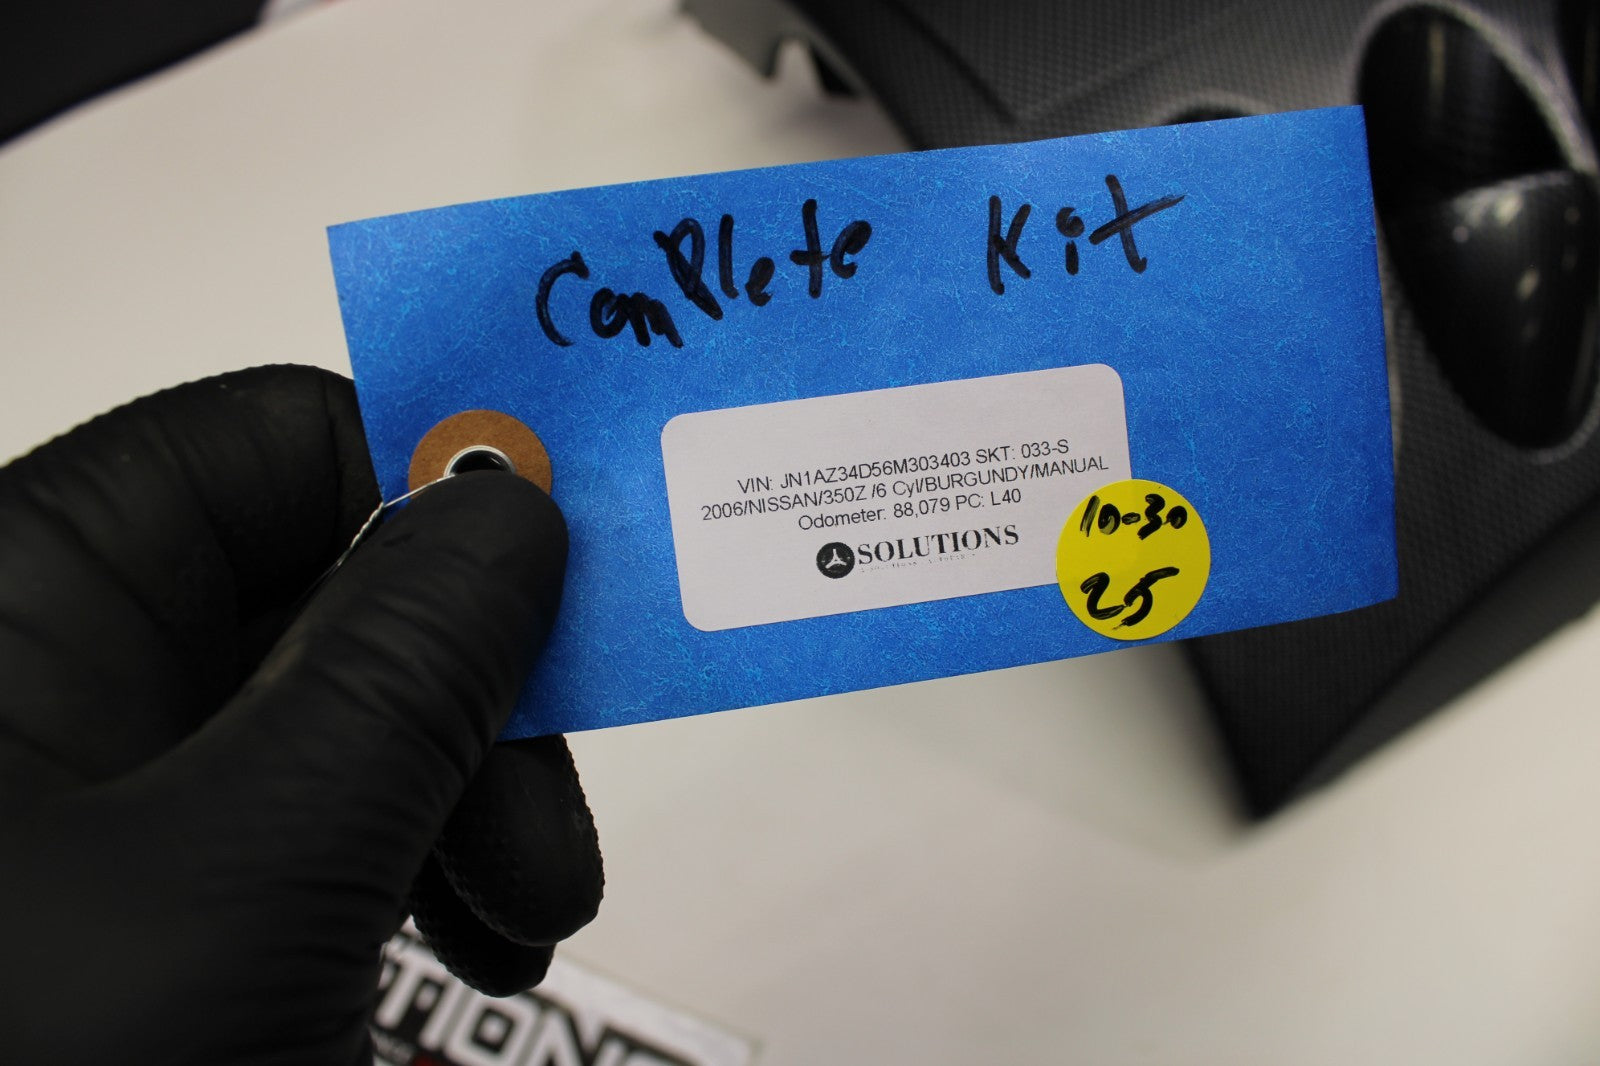 Complete Kit
VIN: JN1AZ34D56M303403 SKT: 033-S
2006/NISSAN/350Z /6 Cyl/BURGUNDY/MANUAL
Odometer: 88,079 PC: L40
SOLUTIONS
10-30
25
TIONS